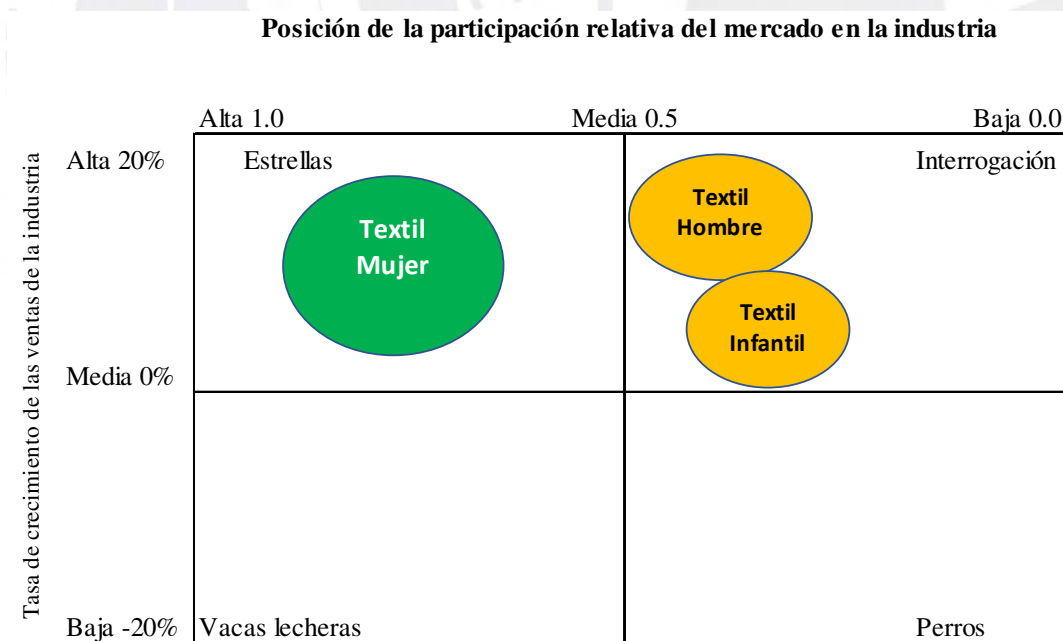 Posición de la participación relativa del mercado en la industria
Alta 1.0
Media 0.5
Baja 0.0
Tasa de crecimiento de las ventas de la industria
Alta 20%
Estrellas
Interrogación
Textil
Mujer
Textil
Hombre
Textil
Infantil
Media 0%
Baja -20%
Vacas lecheras
Perros